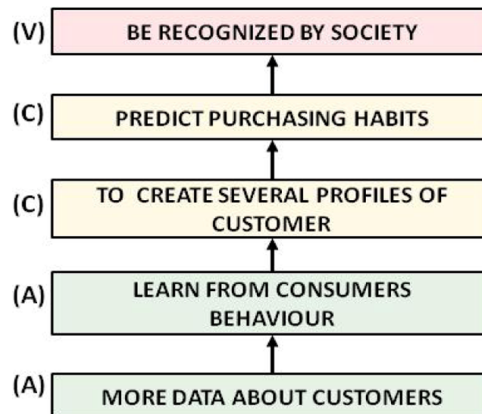 (V) BE RECOGNIZED BY SOCIETY
(C) PREDICT PURCHASING HABITS
(C) TO CREATE SEVERAL PROFILES OF
CUSTOMER
(A) LEARN FROM CONSUMERS
BEHAVIOUR
(A) MORE DATA ABOUT CUSTOMERS